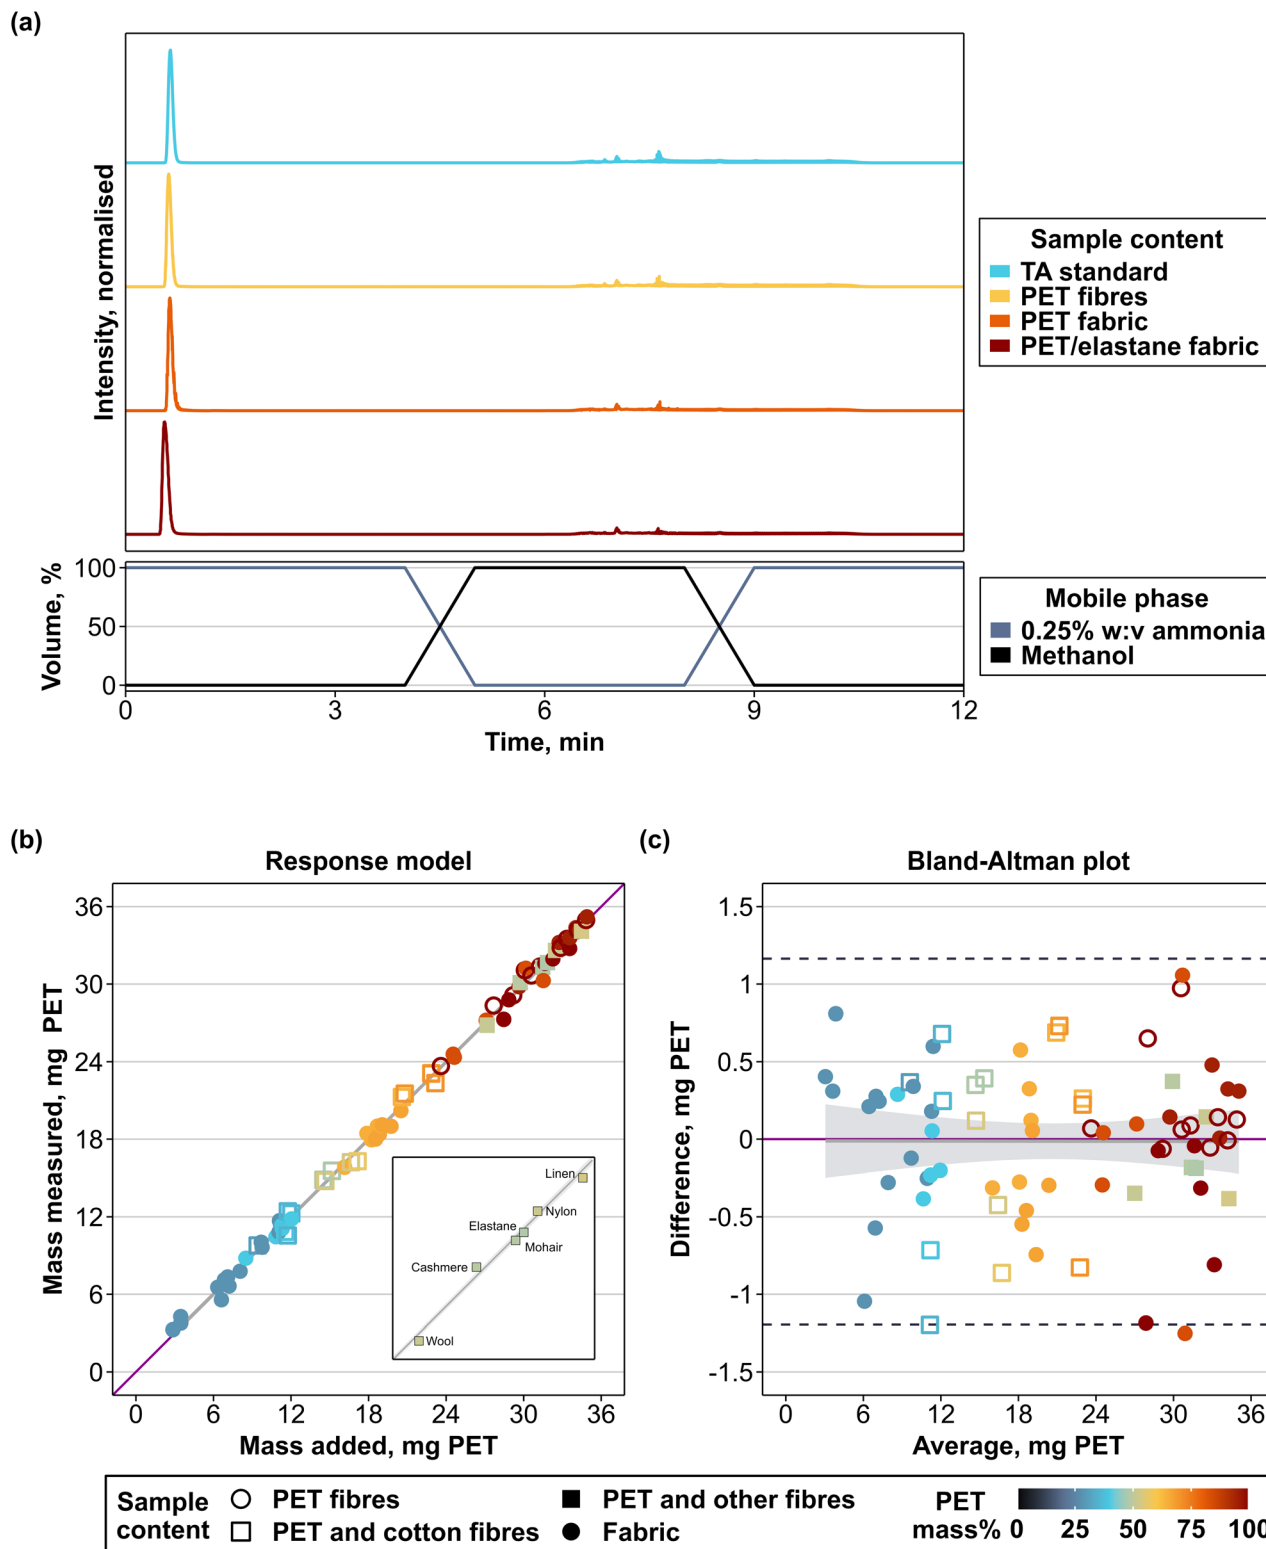 (a)
Intensity, normalised
Sample content
TA standard
PET fibres
PET fabric
PET/elastane fabric
Volume, %
100
50
0
Mobile phase
0.25% w:v ammonia
Methanol
0 3 6 9 12
Time, min
(b)
Response model
Mass measured, mg PET
36
30
24
18
12
6
0
Linen
Nylon
Elastane
Mohair
Cashmere
Wool
0 6 12 18 24 30 36
Mass added, mg PET
(c)
Bland-Altman plot
Difference, mg PET
1.5
1
0.5
0
-0.5
-1
-1.5
0 6 12 18 24 30 36
Average, mg PET
Sample
content
PET fibres
PET and cotton fibres
PET and other fibres
Fabric
PET
mass%
0 25 50 75 100